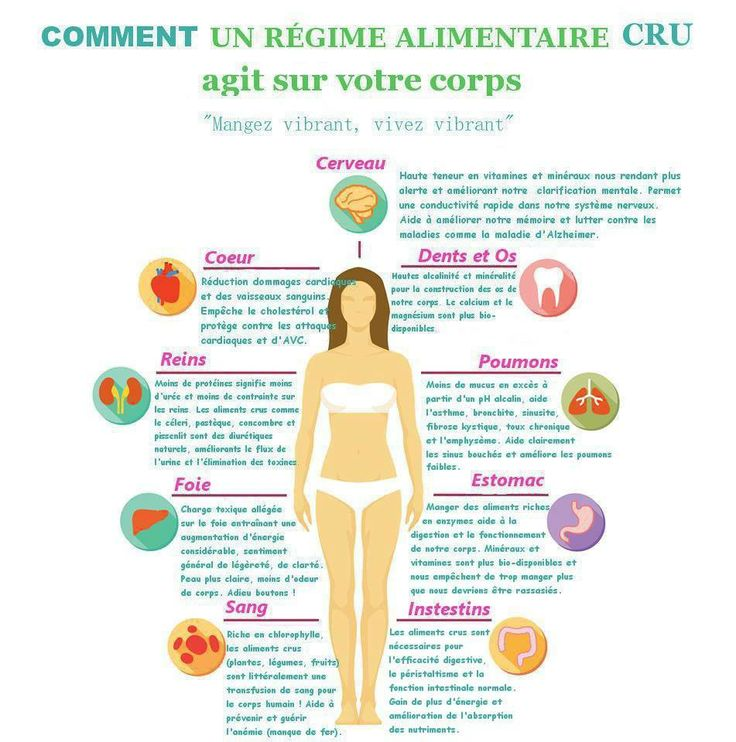 COMMENT UN RÉGIME ALIMENTAIRE CRU
agit sur votre corps
"Mangez vibrant, vivez vibrant"
Cerveau
Haute teneur en vitamines et minéraux nous rendant plus
alerte et améliorant notre clarification mentale. Permet
une conductivité rapide dans notre système nerveux.
Aide à améliorer notre mémoire et lutter contre les
maladies comme la maladie d'Alzheimer.
Coeur
Réduction dommages cardiaques
et des vaisseaux sanguins.
Empêche le cholestérol et
protège contre les attaques
cardiaques et d'AVC.
Dents et Os
Hautes alcalinité et minéralité
pour la construction des os de
notre corps. Le calcium et le
magnésium sont plus bio-
disponibles.
Reins
Moins de protéines signifie moins
d'urée et moins de contrainte sur
les reins. Les aliments crus comme
le céleri, pastèque, concombre et
pissenlit sont des diurétiques
naturels, améliorants le flux de
l'urine et l'élimination des toxines.
Poumons
Moins de mucus en excès à
partir d'un pH alcalin, aide
l'asthme, bronchite, sinusite,
fibrose kystique, toux chronique
et l'emphysème. Aide clairement
les sinus bouchés et améliore les poumons
faibles.
Foie
Charge toxique allégée
sur le foie entraînant une
augmentation d'énergie
considérable, sentiment
général de légèreté, de clarté.
Peau plus claire, moins d'odeur
de corps. Adieu boutons !
Estomac
Manger des aliments riches
en enzymes aide à la
digestion et le fonctionnement
de notre corps. Minéraux et
vitamines sont plus bio-disponibles et
nous empêchent de trop manger plus
que nous devrions être rassasiés.
Sang
Riche en chlorophylle,
les aliments crus
(plantes, légumes, fruits)
sont littéralement une
transfusion de sang pour
le corps humain ! Aide à
prévenir et guérir
l'anémie (manque de fer).
Instestins
Les aliments crus sont
nécessaires pour
l'efficacité digestive,
le péristaltisme et la
fonction intestinale normale.
Gain de plus d'énergie et
amélioration de l'absorption
des nutriments.